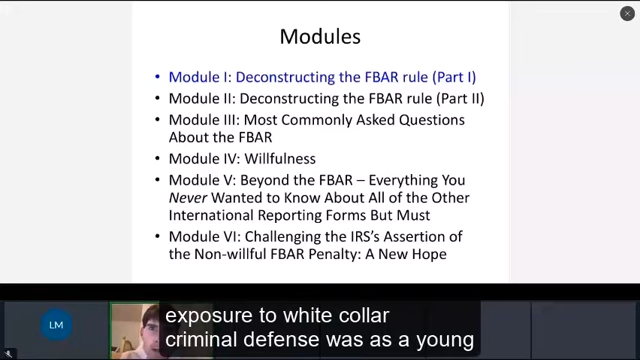 Modules
• Module I: Deconstructing the FBAR rule (Part I)
• Module II: Deconstructing the FBAR rule (Part II)
• Module III: Most Commonly Asked Questions
About the FBAR
• Module IV: Willfulness
• Module V: Beyond the FBAR – Everything You
Never Wanted to Know About All of the Other
International Reporting Forms But Must
• Module VI: Challenging the IRS's Assertion of
the Non-willful FBAR Penalty: A New Hope
LM
exposure to white collar
criminal defense was as a young